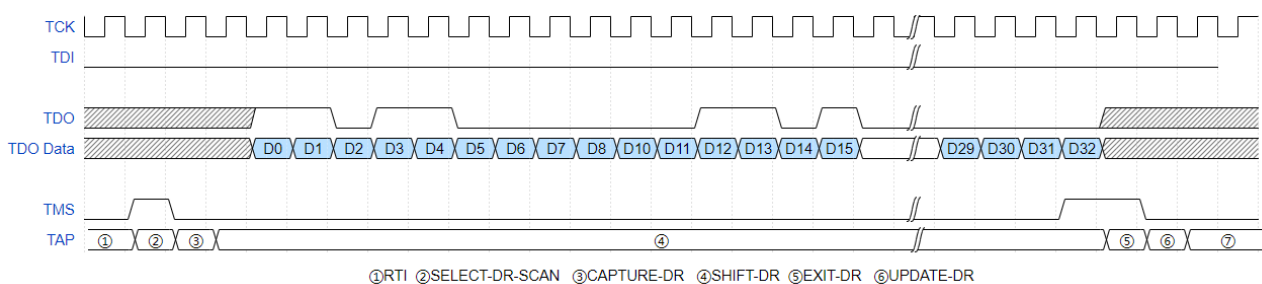 TCK
TDI
TDO
TDO Data D0 D1 D2 D3 D4 D5 D6 D7 D8 D10 D11 D12 D13 D14 D15 D29 D30 D31 D32
TMS
TAP ① ② ③ ④ ⑤ ⑥ ⑦
①RTI ②SELECT-DR-SCAN ③CAPTURE-DR ④SHIFT-DR ⑤EXIT-DR ⑥UPDATE-DR